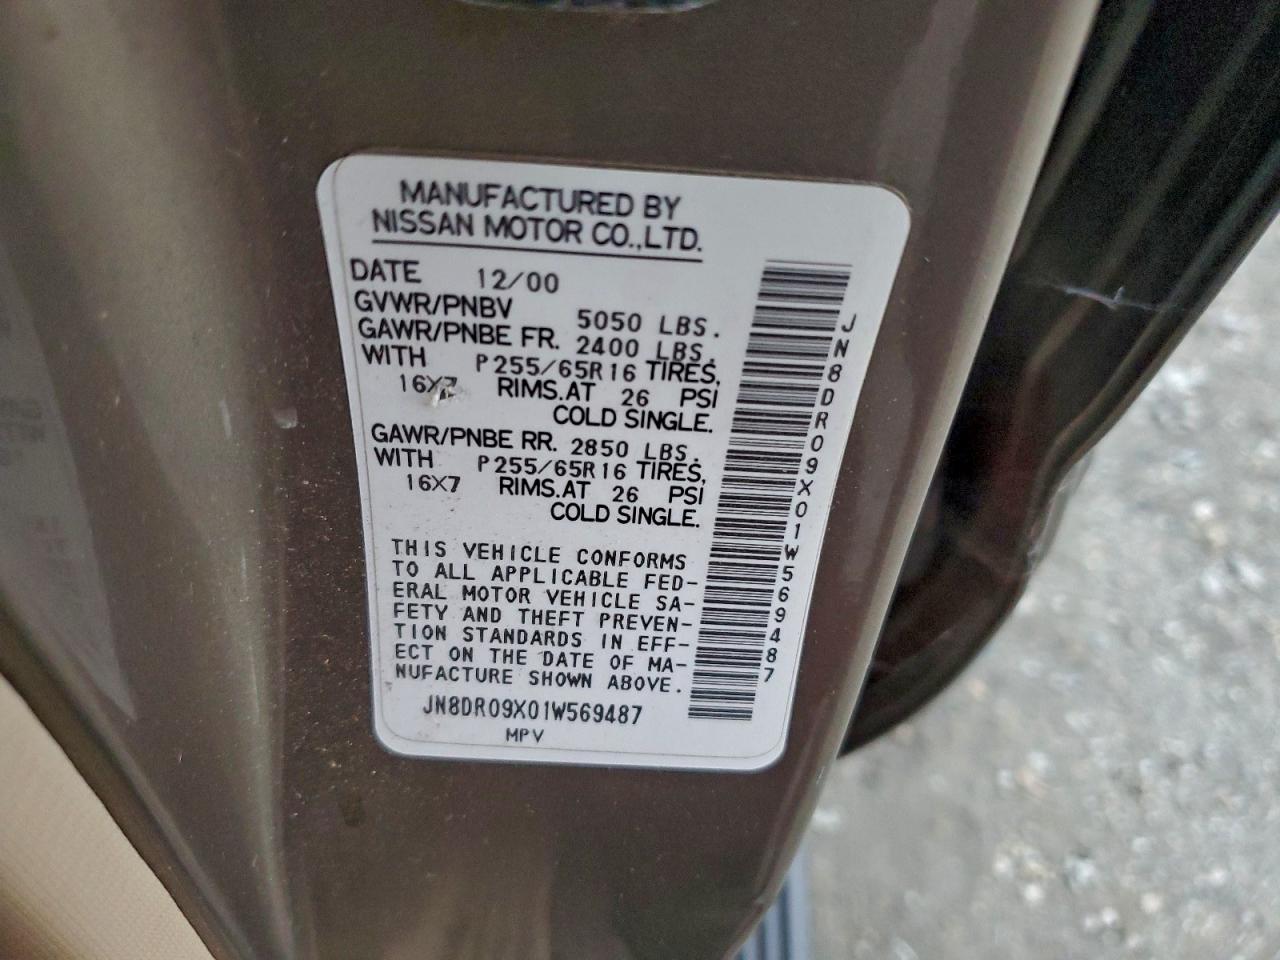 MANUFACTURED BY
NISSAN MOTOR CO.,LTD.
DATE 12/00
GVWR/PNBV 5050 LBS.
GAWR/PNBE FR. 2400 LBS.
WITH P255/65R16 TIRES,
16X7 RIMS.AT 26 PSI
COLD SINGLE.
GAWR/PNBE RR. 2850 LBS.
WITH P255/65R16 TIRES,
16X7 RIMS.AT 26 PSI
COLD SINGLE.
THIS VEHICLE CONFORMS
TO ALL APPLICABLE FED-
ERAL MOTOR VEHICLE SA-
FETY AND THEFT PREVEN-
TION STANDARDS IN EFF-
ECT ON THE DATE OF MA-
NUFACTURE SHOWN ABOVE.
JN8DR09X01W569487
MPV
JN8DR09X01W569487